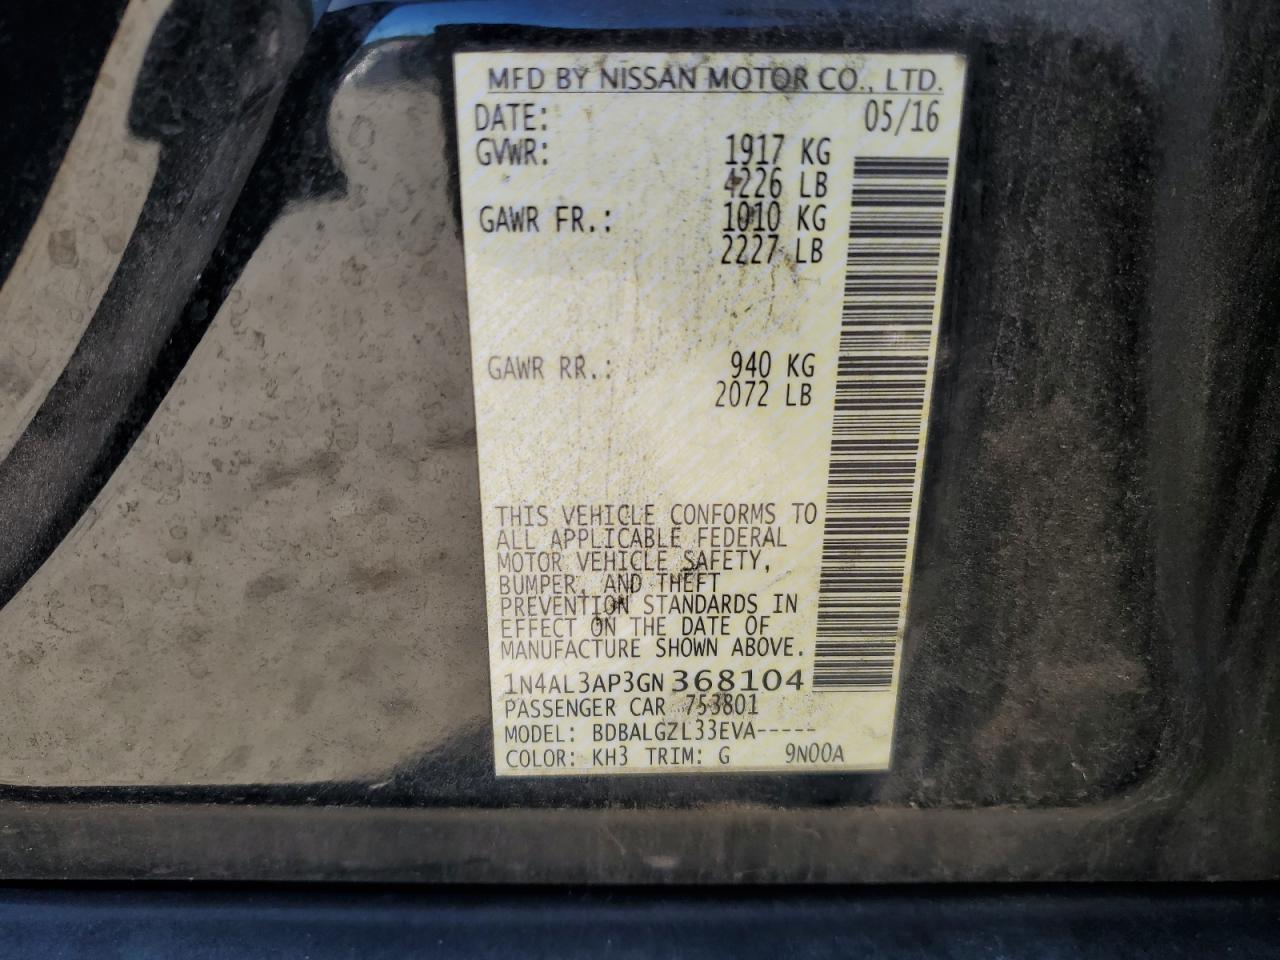 MFD BY NISSAN MOTOR CO., LTD.
DATE: 05/16
GVWR: 1917 KG
4226 LB
GAWR FR.: 1010 KG
2227 LB
GAWR RR.: 940 KG
2072 LB
THIS VEHICLE CONFORMS TO
ALL APPLICABLE FEDERAL
MOTOR VEHICLE SAFETY,
BUMPER, AND THEFT
PREVENTION STANDARDS IN
EFFECT ON THE DATE OF
MANUFACTURE SHOWN ABOVE.
1N4AL3AP3GN368104
PASSENGER CAR 753801
MODEL: BDBALGZL33EVA-----
COLOR: KH3 TRIM: G 9N00A